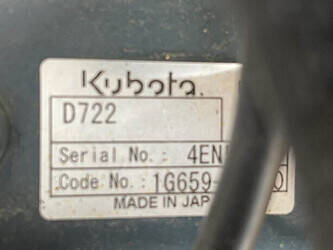 Kubota
D722
Serial No.: 4EN
Code No.: 1G659-
MADE IN JAP